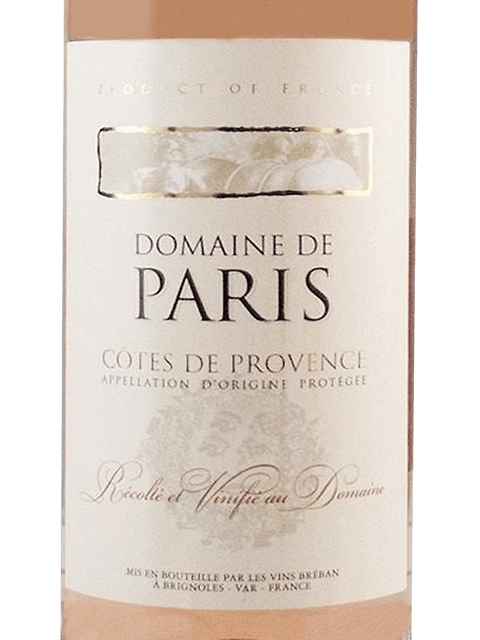 PRODUCT OF FRANCE
DOMAINE DE
PARIS
CÔTES DE PROVENCE
APPELLATION D'ORIGINE PROTÉGÉE
Récolté et Vinifié au Domaine
MIS EN BOUTEILLE PAR LES VINS BRÉBAN
À BRIGNOLES - VAR - FRANCE